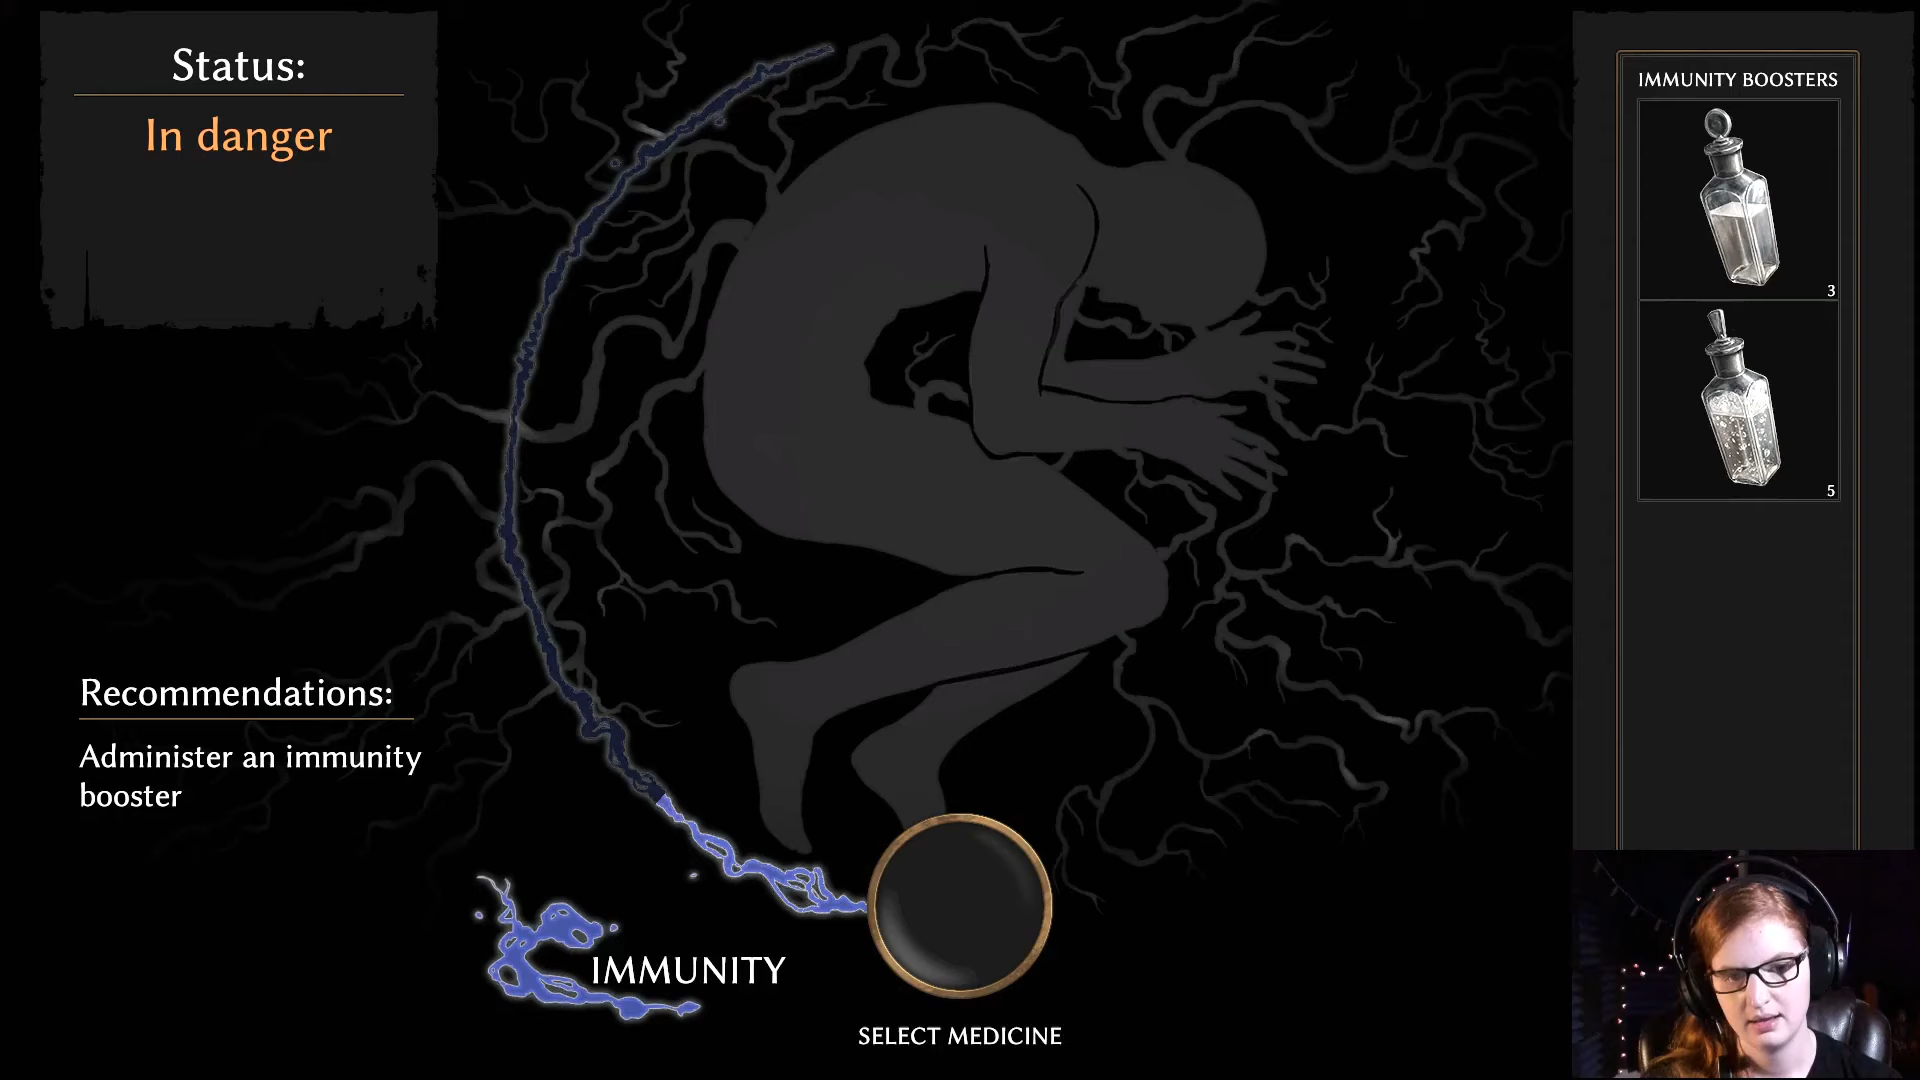 Status:
In danger
Recommendations:
Administer an immunity
booster
IMMUNITY
SELECT MEDICINE
IMMUNITY BOOSTERS
3
5